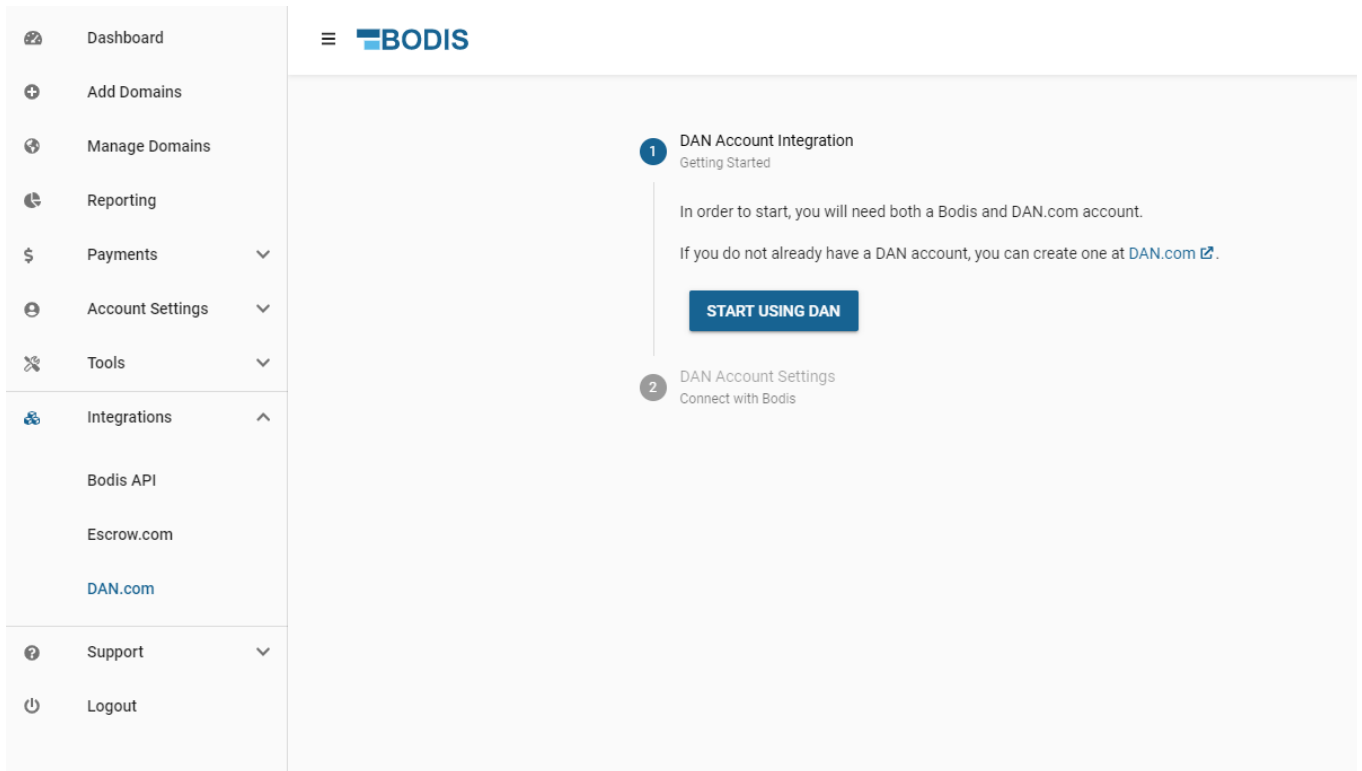 Dashboard
Add Domains
Manage Domains
Reporting
Payments
Account Settings
Tools
Integrations
Bodis API
Escrow.com
DAN.com
Support
Logout
BODIS
1
DAN Account Integration
Getting Started
In order to start, you will need both a Bodis and DAN.com account.
If you do not already have a DAN account, you can create one at DAN.com.
START USING DAN
2
DAN Account Settings
Connect with Bodis